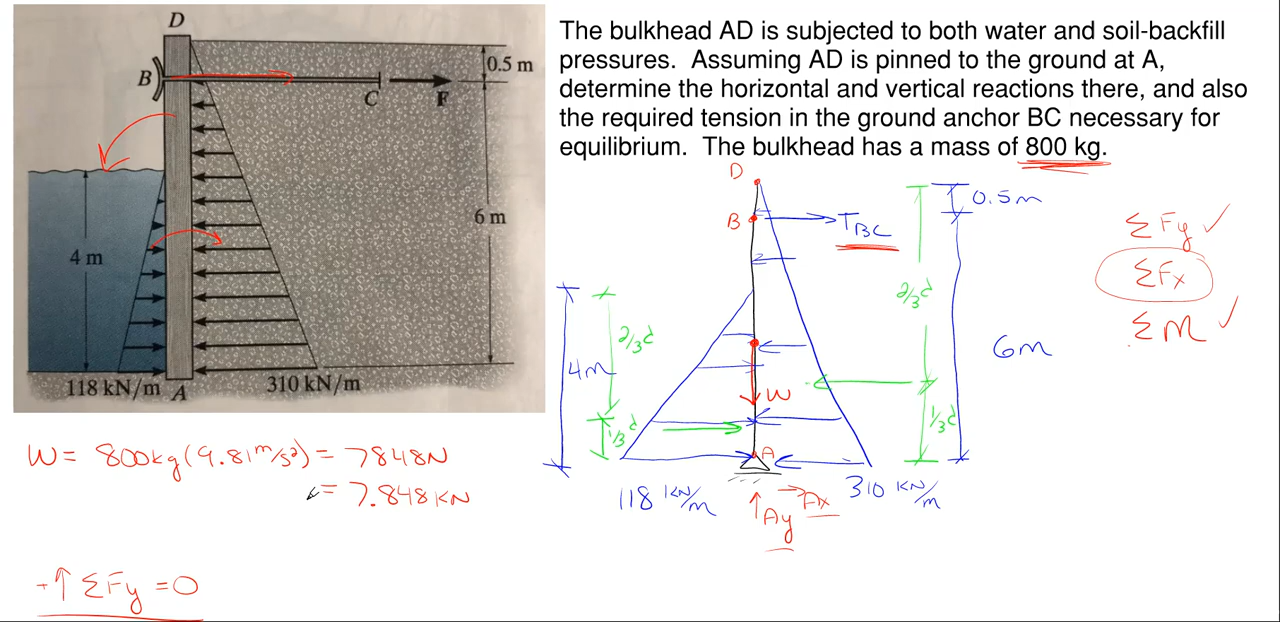 The bulkhead AD is subjected to both water and soil-backfill
pressures. Assuming AD is pinned to the ground at A,
determine the horizontal and vertical reactions there, and also
the required tension in the ground anchor BC necessary for
equilibrium. The bulkhead has a mass of 800 kg.
D
B
C
F
0.5 m
6 m
4 m
118 kN/m
A
310 kN/m
D
B
T_BC
0.5m
6m
2/3 d
1/3 d
4m
2/3 d
1/3 d
W
A
118 kN/m
310 kN/m
Ax
Ay
ΣFy ✓
ΣFx
ΣM ✓
W = 800kg(9.81 m/s²) = 7848N
= 7.848KN
+↑ ΣFy = 0